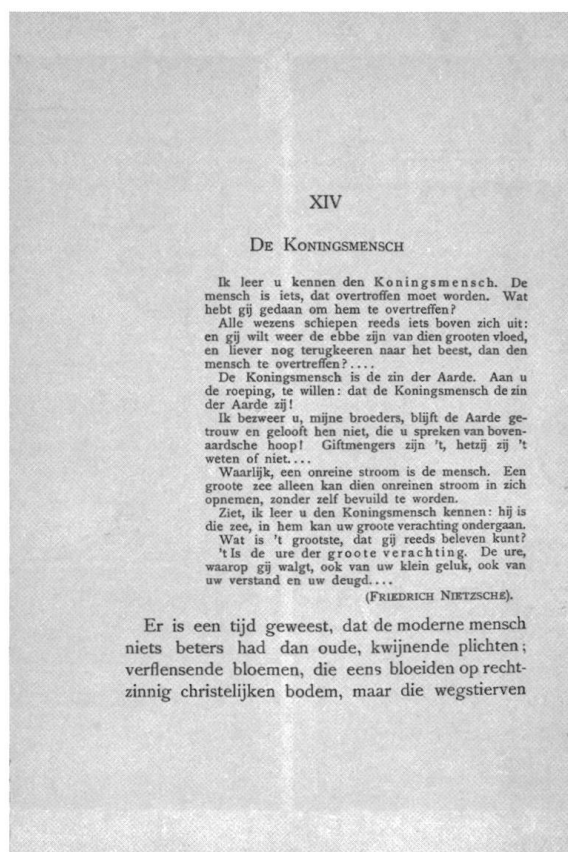 XIV
De Koningsmensch
Ik leer u kennen den Koningsmensch. De
mensch is iets, dat overtroffen moet worden. Wat
hebt gij gedaan om hem te overtreffen?
Alle wezens schiepen reeds iets boven zich uit:
en gij wilt weer de ebbe zijn van dien grooten vloed,
en liever nog terugkeeren naar het beest, dan den
mensch te overtreffen?....
De Koningsmensch is de zin der Aarde. Aan u
de roeping, te willen: dat de Koningsmensch de zin
der Aarde zij!
Ik bezweer u, mijne broeders, blijft de Aarde ge-
trouw en gelooft hen niet, die u spreken van boven-
aardsche hoop! Giftmengers zijn 't, hetzij zij 't
weten of niet....
Waarlijk, een onreine stroom is de mensch. Een
groote zee alleen kan dien onreinen stroom in zich
opnemen, zonder zelf bevuild te worden.
Ziet, ik leer u den Koningsmensch kennen: hij is
die zee, in hem kan uw groote verachting ondergaan.
Wat is 't grootste, dat gij reeds beleven kunt?
't Is de ure der groote verachting. De ure,
waarop gij walgt, ook van uw klein geluk, ook van
uw verstand en uw deugd....
(Friedrich Nietzsche).
Er is een tijd geweest, dat de moderne mensch
niets beters had dan oude, kwijnende plichten;
verflensende bloemen, die eens bloeiden op recht-
zinnig christelijken bodem, maar die wegstierven